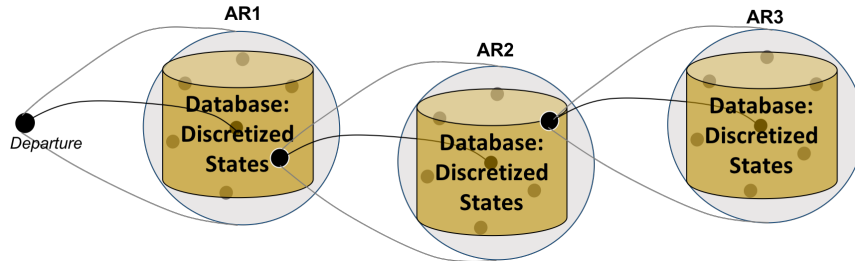 AR1
AR2
AR3
Departure
Database:
Discretized
States
Database:
Discretized
States
Database:
Discretized
States